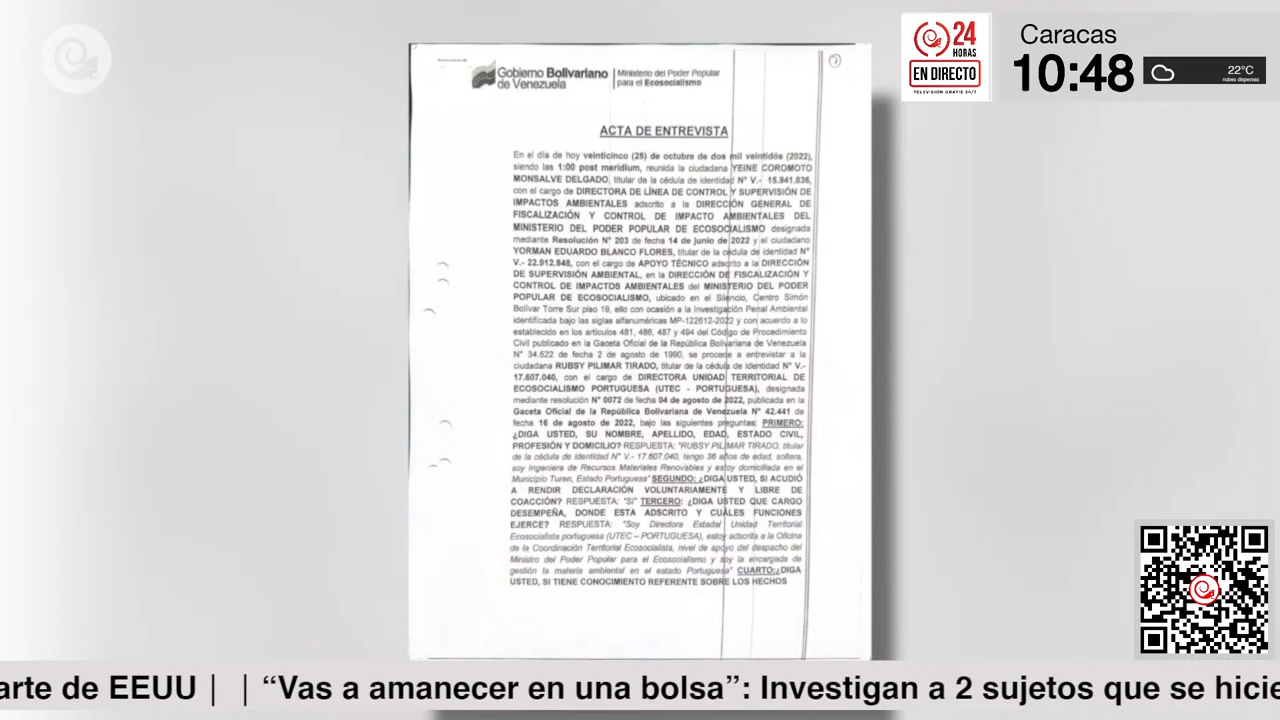 Gobierno Bolivariano
de Venezuela
Ministerio del Poder Popular
para el Ecosocialismo
24
HORAS
EN DIRECTO
TELEVISIÓN GRATIS 24/7
Caracas
10:48
22°C
nubes dispersas
ACTA DE ENTREVISTA
En el día de hoy veinticinco (25) de octubre de dos mil veintidós (2022),
siendo las 1:00 post meridium, reunida la ciudadana YEINE COROMOTO
MONSALVE DELGADO, titular de la cédula de identidad N° V.- 15.941.836,
con el cargo de DIRECTORA DE LÍNEA DE CONTROL Y SUPERVISIÓN DE
IMPACTOS AMBIENTALES adscrito a la DIRECCIÓN GENERAL DE
FISCALIZACIÓN Y CONTROL DE IMPACTO AMBIENTALES DEL
MINISTERIO DEL PODER POPULAR DE ECOSOCIALISMO designada
mediante Resolución N° 203 de fecha 14 de junio de 2022 y el ciudadano
YORMAN EDUARDO BLANCO FLORES, titular de la cédula de identidad N°
V.- 22.912.848, con el cargo de APOYO TÉCNICO adscrito a la DIRECCIÓN
DE SUPERVISIÓN AMBIENTAL, en la DIRECCIÓN DE FISCALIZACIÓN Y
CONTROL DE IMPACTOS AMBIENTALES del MINISTERIO DEL PODER
POPULAR DE ECOSOCIALISMO, ubicado en el Silencio, Centro Simón
Bolívar Torre Sur piso 19, ello con ocasión a la Investigación Penal Ambiental
identificada bajo las siglas alfanuméricas MP-122612-2022 y con acuerdo a lo
establecido en los artículos 481, 486, 487 y 494 del Código de Procedimiento
Civil publicado en la Gaceta Oficial de la República Bolivariana de Venezuela
N° 34.522 de fecha 2 de agosto de 1990, se procede a entrevistar a la
ciudadana RUBSY PILIMAR TIRADO, titular de la cédula de identidad N° V.-
17.607.040, con el cargo de DIRECTORA UNIDAD TERRITORIAL DE
ECOSOCIALISMO PORTUGUESA (UTEC - PORTUGUESA), designada
mediante resolución N° 0072 de fecha 04 de agosto de 2022, publicada en la
Gaceta Oficial de la República Bolivariana de Venezuela N° 42.441 de
fecha 16 de agosto de 2022, bajo las siguientes preguntas: PRIMERO:
¿DIGA USTED, SU NOMBRE, APELLIDO, EDAD, ESTADO CIVIL,
PROFESIÓN Y DOMICILIO? RESPUESTA: "RUBSY PILIMAR TIRADO, titular
de la cédula de identidad N° V.- 17.607.040, tengo 36 años de edad, soltera,
soy Ingeniera de Recursos Materiales Renovables y estoy domiciliada en el
Municipio Turen, Estado Portuguesa" SEGUNDO: ¿DIGA USTED, SI ACUDIÓ
A RENDIR DECLARACIÓN VOLUNTARIAMENTE Y LIBRE DE
COACCIÓN? RESPUESTA: "SI" TERCERO: ¿DIGA USTED QUE CARGO
DESEMPEÑA, DONDE ESTA ADSCRITO Y CUÁLES FUNCIONES
EJERCE? RESPUESTA: "Soy Directora Estadal Unidad Territorial
Ecosocialista portuguesa (UTEC – PORTUGUESA), estoy adscrita a la Oficina
de la Coordinación Territorial Ecosocialista, nivel de apoyo del despacho del
Ministro del Poder Popular para el Ecosocialismo y soy la encargada de
gestión la materia ambiental en el estado Portuguesa" CUARTO:¿DIGA
USTED, SI TIENE CONOCIMIENTO REFERENTE SOBRE LOS HECHOS
arte de EEUU | | “Vas a amanecer en una bolsa”: Investigan a 2 sujetos que se hicie